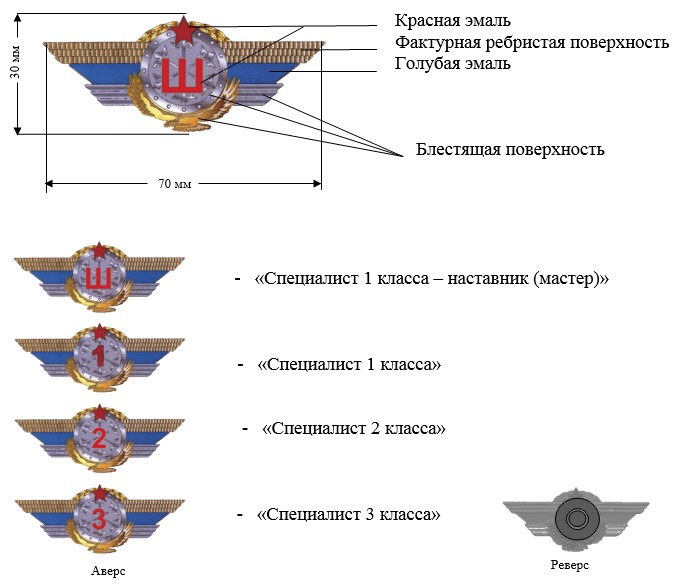 Красная эмаль
Фактурная ребристая поверхность
Голубая эмаль
30 мм
Ш
Блестящая поверхность
70 мм
Ш
- «Специалист 1 класса – наставник (мастер)»
1
- «Специалист 1 класса»
2
- «Специалист 2 класса»
3
- «Специалист 3 класса»
Аверс
Реверс